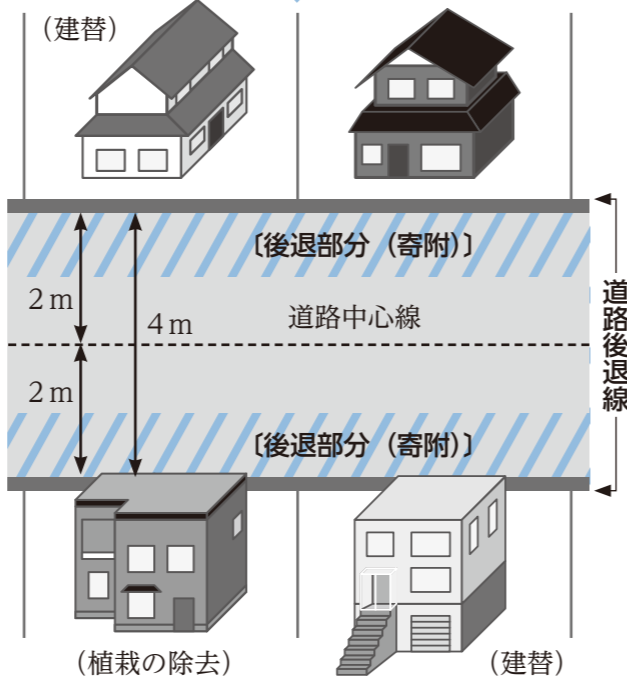 （建替）
〔後退部分（寄附）〕
2m
4m
道路中心線
道路後退線
2m
〔後退部分（寄附）〕
（植栽の除去）
（建替）